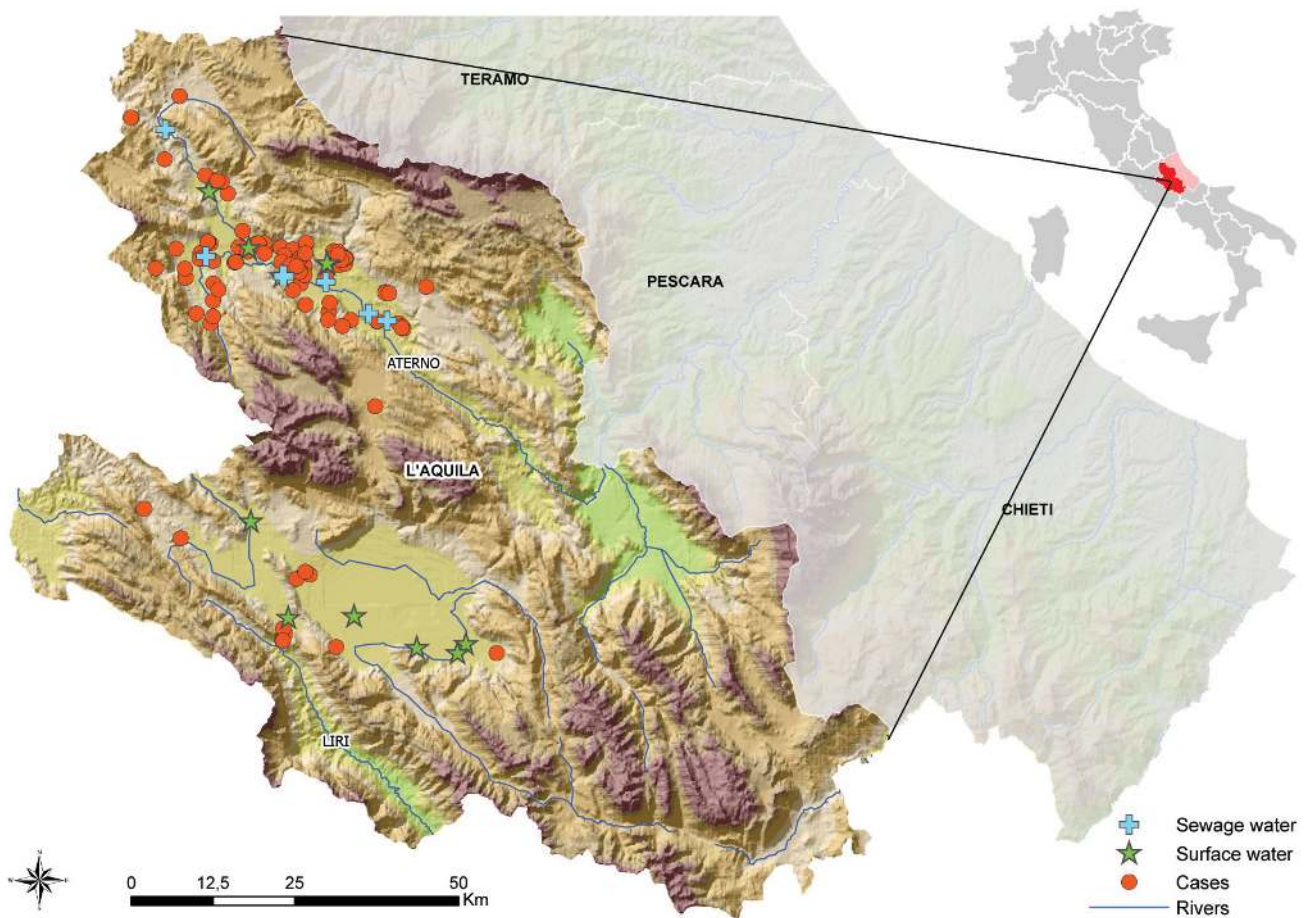 TERAMO
PESCARA
ATERNO
L'AQUILA
CHIETI
LIRI
Sewage water
Surface water
Cases
Rivers
N
0 12,5 25 50
Km